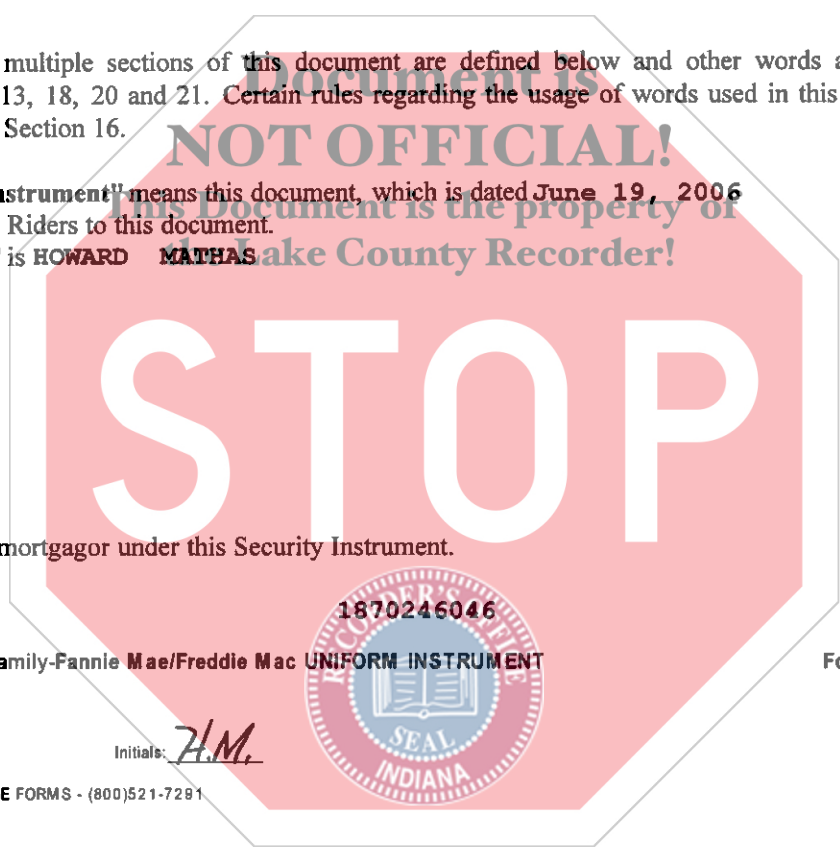 multiple sections of this document are defined below and other words a
13, 18, 20 and 21. Certain rules regarding the usage of words used in this
Section 16.
Document is
NOT OFFICIAL!
This Document is the property of
the Lake County Recorder!
strument" means this document, which is dated June 19, 2006
Riders to this document.
is HOWARD MATHAS
STOP
mortgagor under this Security Instrument.
1870246046
amily-Fannie Mae/Freddie Mac UNIFORM INSTRUMENT Fo
RECORDER'S OFFICE
SEAL
INDIANA
Initials: H.M.
E FORMS - (800)521-7291